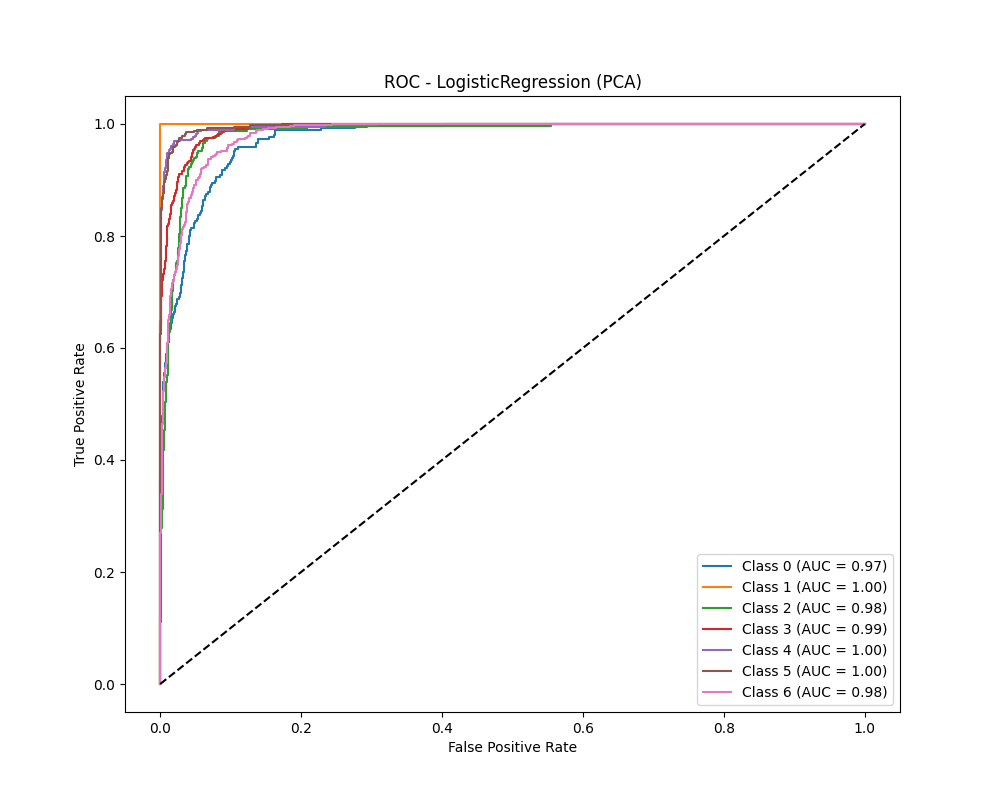 ROC - LogisticRegression (PCA)
1.0
0.8
0.6
0.4
0.2
0.0
True Positive Rate
0.0 0.2 0.4 0.6 0.8 1.0
False Positive Rate
Class 0 (AUC = 0.97)
Class 1 (AUC = 1.00)
Class 2 (AUC = 0.98)
Class 3 (AUC = 0.99)
Class 4 (AUC = 1.00)
Class 5 (AUC = 1.00)
Class 6 (AUC = 0.98)